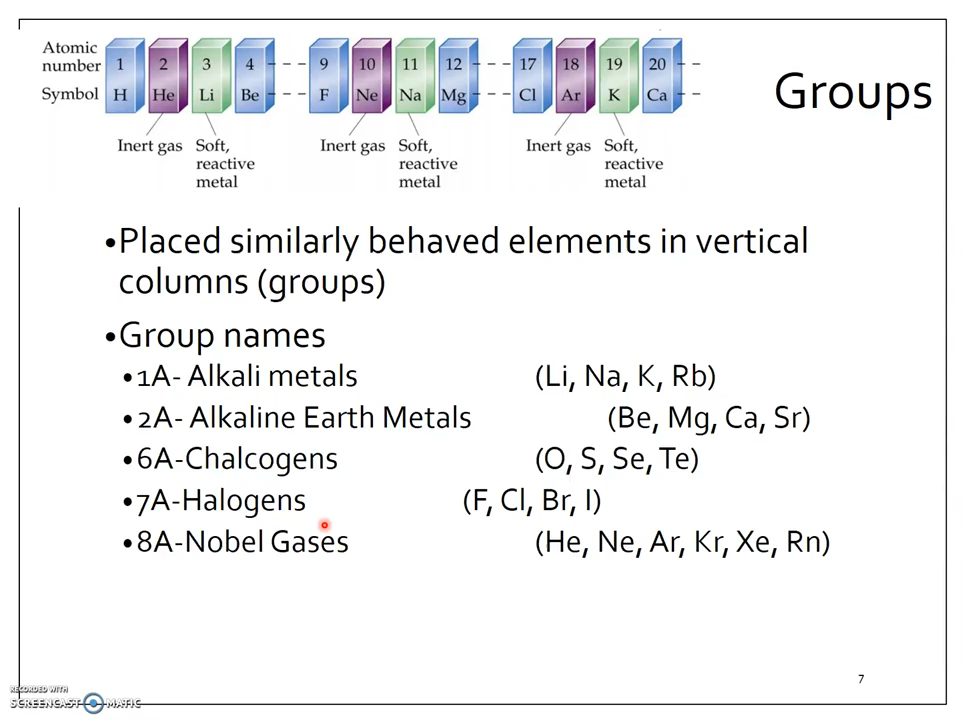 Atomic
number 1 2 3 4 9 10 11 12 17 18 19 20
Symbol H He Li Be F Ne Na Mg Cl Ar K Ca
Groups
Inert gas Soft, Inert gas Soft, Inert gas Soft,
reactive reactive reactive
metal metal metal
•Placed similarly behaved elements in vertical
columns (groups)
•Group names
•1A- Alkali metals (Li, Na, K, Rb)
•2A- Alkaline Earth Metals (Be, Mg, Ca, Sr)
•6A-Chalcogens (O, S, Se, Te)
•7A-Halogens (F, Cl, Br, I)
•8A-Nobel Gases (He, Ne, Ar, Kr, Xe, Rn)
7
RECORDED WITH
SCREENCAST MATIC